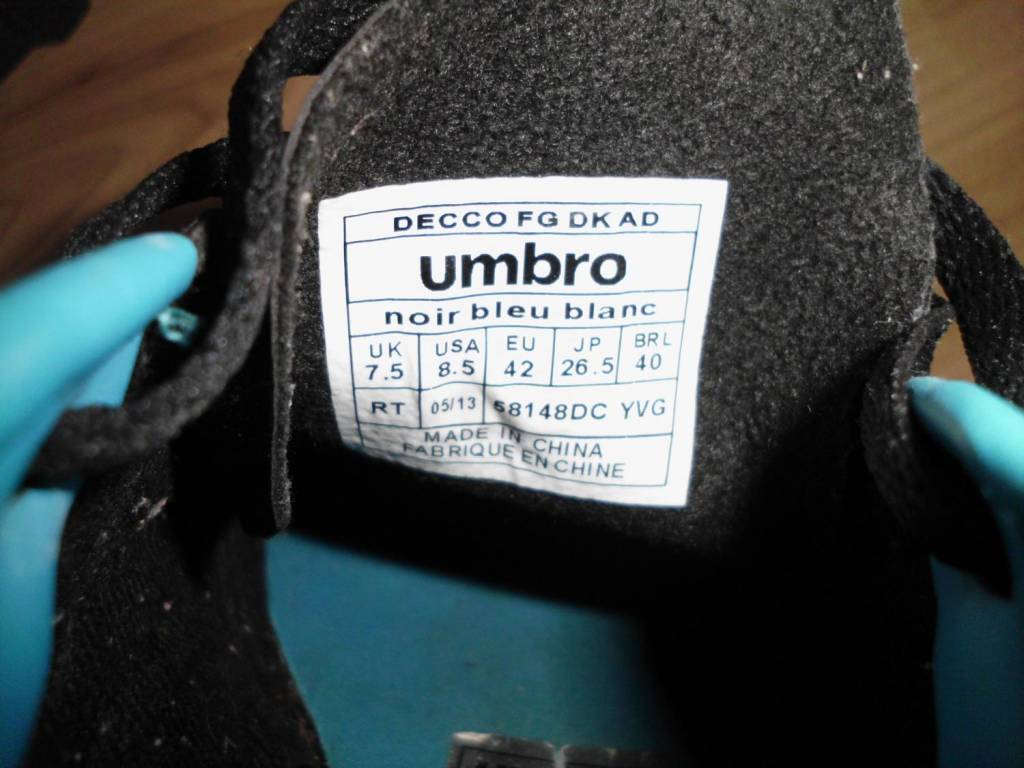 DECCO FG DK AD
umbro
noir bleu blanc
UK USA EU JP BRL
7.5 8.5 42 26.5 40
RT 05/13 68148DC YVG
MADE IN CHINA
FABRIQUE EN CHINE